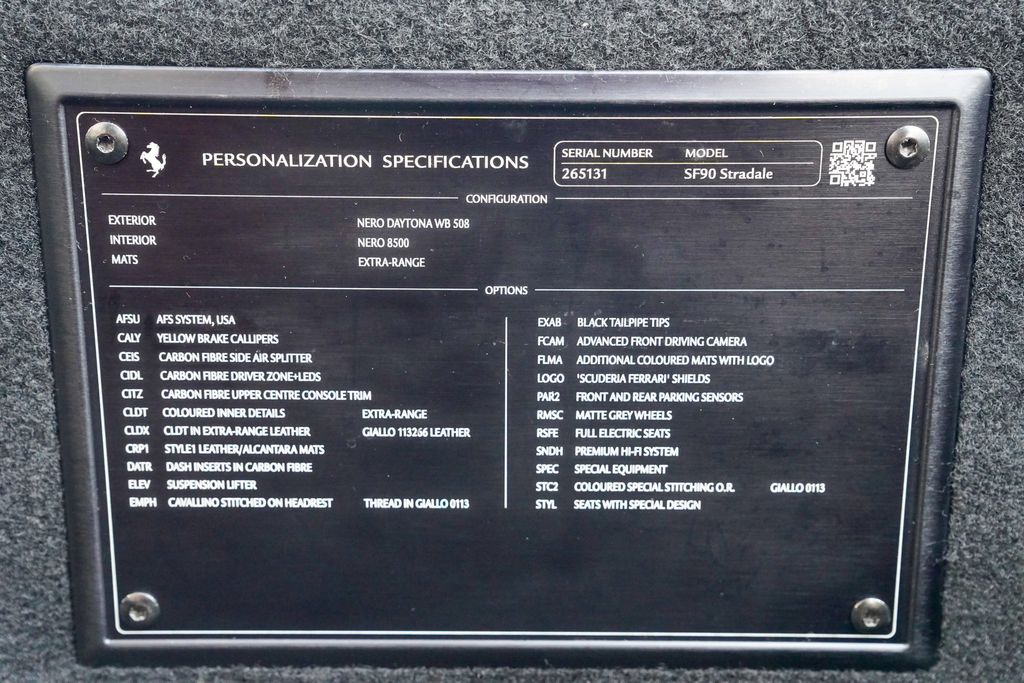 PERSONALIZATION SPECIFICATIONS
SERIAL NUMBER MODEL
265131 SF90 Stradale
CONFIGURATION
EXTERIOR NERO DAYTONA WB 508
INTERIOR NERO 8500
MATS EXTRA-RANGE
OPTIONS
AFSU AFS SYSTEM, USA
CALY YELLOW BRAKE CALLIPERS
CEIS CARBON FIBRE SIDE AIR SPLITTER
CIDL CARBON FIBRE DRIVER ZONE+LEDS
CITZ CARBON FIBRE UPPER CENTRE CONSOLE TRIM
CLDT COLOURED INNER DETAILS EXTRA-RANGE
CLDX CLDT IN EXTRA-RANGE LEATHER GIALLO 113266 LEATHER
CRP1 STYLE1 LEATHER/ALCANTARA MATS
DATR DASH INSERTS IN CARBON FIBRE
ELEV SUSPENSION LIFTER
EMPH CAVALLINO STITCHED ON HEADREST THREAD IN GIALLO 0113
EXAB BLACK TAILPIPE TIPS
FCAM ADVANCED FRONT DRIVING CAMERA
FLMA ADDITIONAL COLOURED MATS WITH LOGO
LOGO 'SCUDERIA FERRARI' SHIELDS
PAR2 FRONT AND REAR PARKING SENSORS
RMSC MATTE GREY WHEELS
RSFE FULL ELECTRIC SEATS
SNDH PREMIUM HI-FI SYSTEM
SPEC SPECIAL EQUIPMENT
STC2 COLOURED SPECIAL STITCHING O.R. GIALLO 0113
STYL SEATS WITH SPECIAL DESIGN